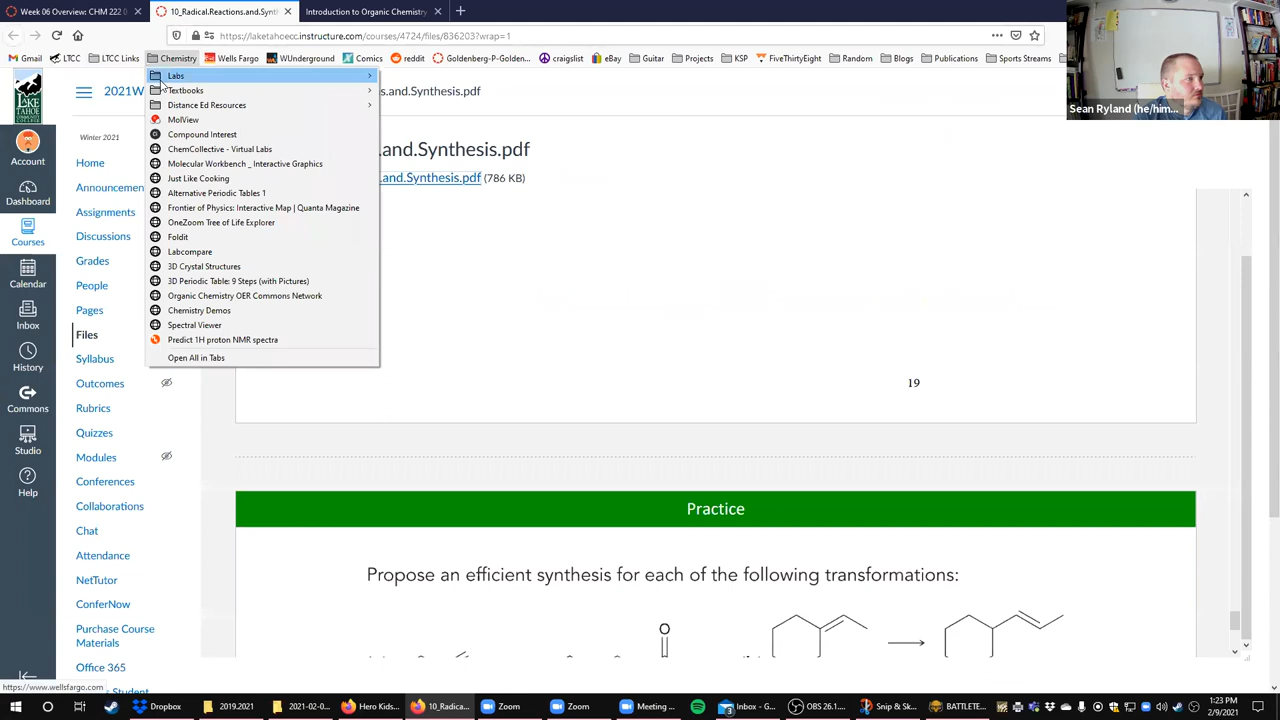 Week 06 Overview: CHM 222 0
10_Radical.Reactions.and.Synth
Introduction to Organic Chemistry
https://laketahoecc.instructure.com/courses/4724/files/836203?wrap=1
Gmail LTCC LTCC Links Chemistry Wells Fargo WUnderground Comics reddit Goldenberg-P-Golden... craigslist eBay Guitar Projects KSP FiveThirtyEight Random Blogs Publications Sports Streams
Labs
Textbooks
Distance Ed Resources
MolView
Compound Interest
ChemCollective - Virtual Labs
Molecular Workbench _ Interactive Graphics
Just Like Cooking
Alternative Periodic Tables 1
Frontier of Physics: Interactive Map | Quanta Magazine
OneZoom Tree of Life Explorer
Foldit
Labcompare
3D Crystal Structures
3D Periodic Table: 9 Steps (with Pictures)
Organic Chemistry OER Commons Network
Chemistry Demos
Spectral Viewer
Predict 1H proton NMR spectra
Open All in Tabs
LAKE TAHOE
Account
Dashboard
Courses
Calendar
Inbox
History
Commons
Studio
Help
2021W
s.and.Synthesis.pdf
Winter 2021
Home
Announcemen
Assignments
Discussions
Grades
People
Pages
Files
Syllabus
Outcomes
Rubrics
Quizzes
Modules
Conferences
Collaborations
Chat
Attendance
NetTutor
ConferNow
Purchase Course
Materials
Office 365
.and.Synthesis.pdf
.and.Synthesis.pdf (786 KB)
19
Practice
Propose an efficient synthesis for each of the following transformations:
O
Sean Ryland (he/him...
https://www.wellsfargo.com
Dropbox
2019.2021
2021-02-0...
Hero Kids...
10_Radica...
Zoom
Zoom
Meeting ...
Inbox - G...
OBS 26.1...
Snip & Sk...
BATTLETE...
1:23 PM
2/9/2021